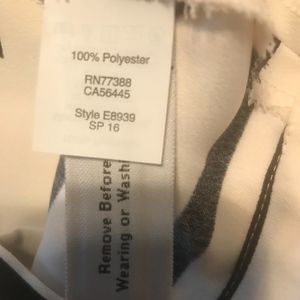 100% Polyester
RN77388
CA56445
Style E8939
SP 16
Remove Before
Wearing or Washi